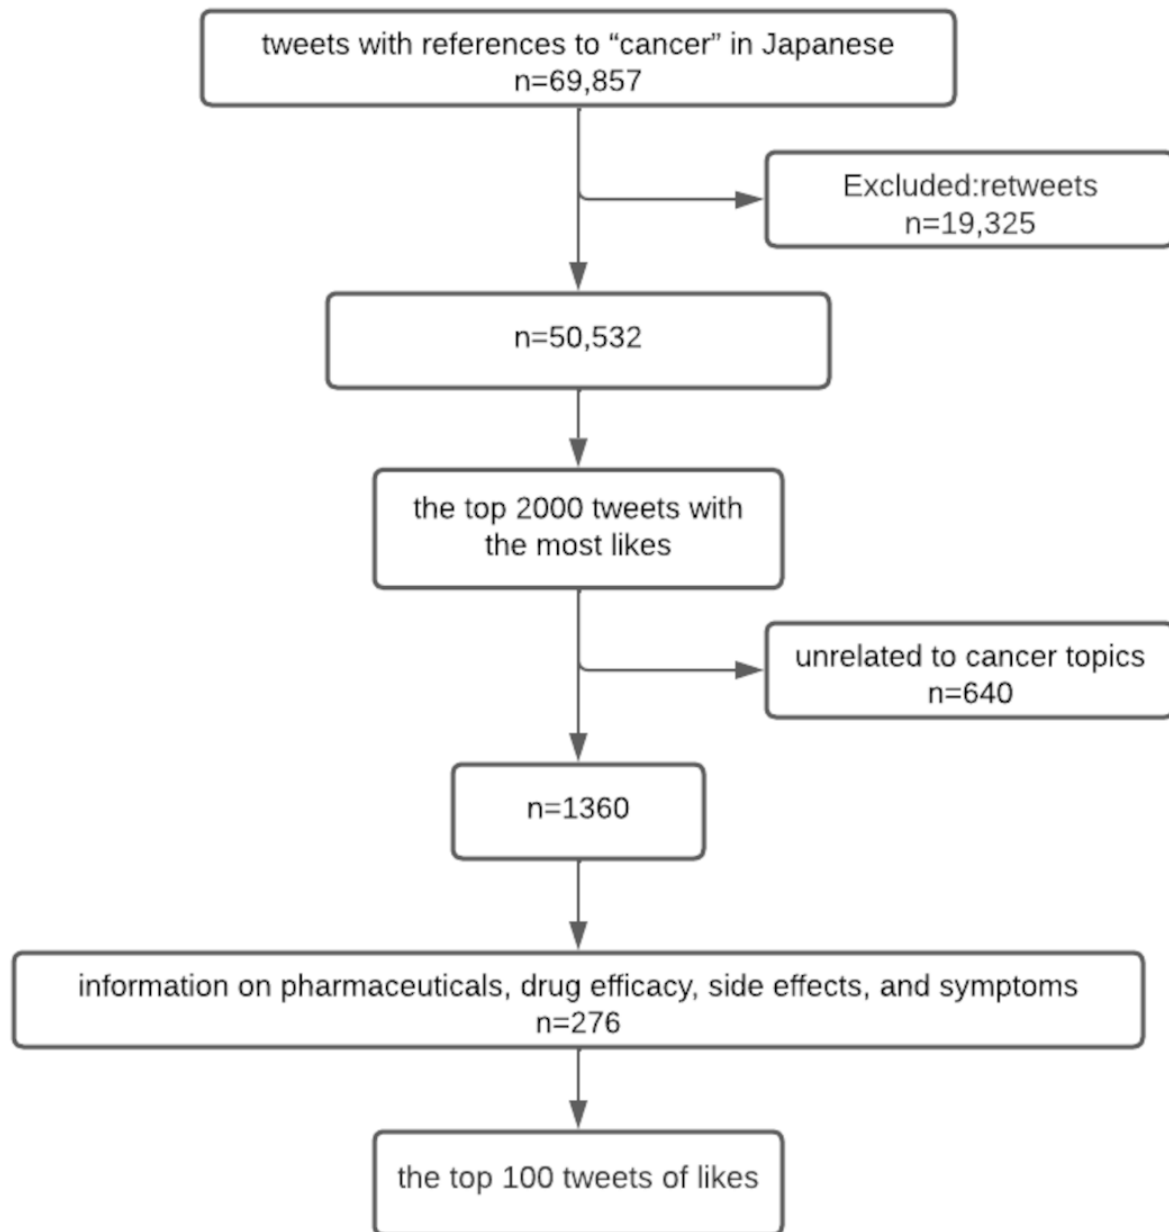 tweets with references to “cancer” in Japanese
n=69,857
Excluded:retweets
n=19,325
n=50,532
the top 2000 tweets with
the most likes
unrelated to cancer topics
n=640
n=1360
information on pharmaceuticals, drug efficacy, side effects, and symptoms
n=276
the top 100 tweets of likes